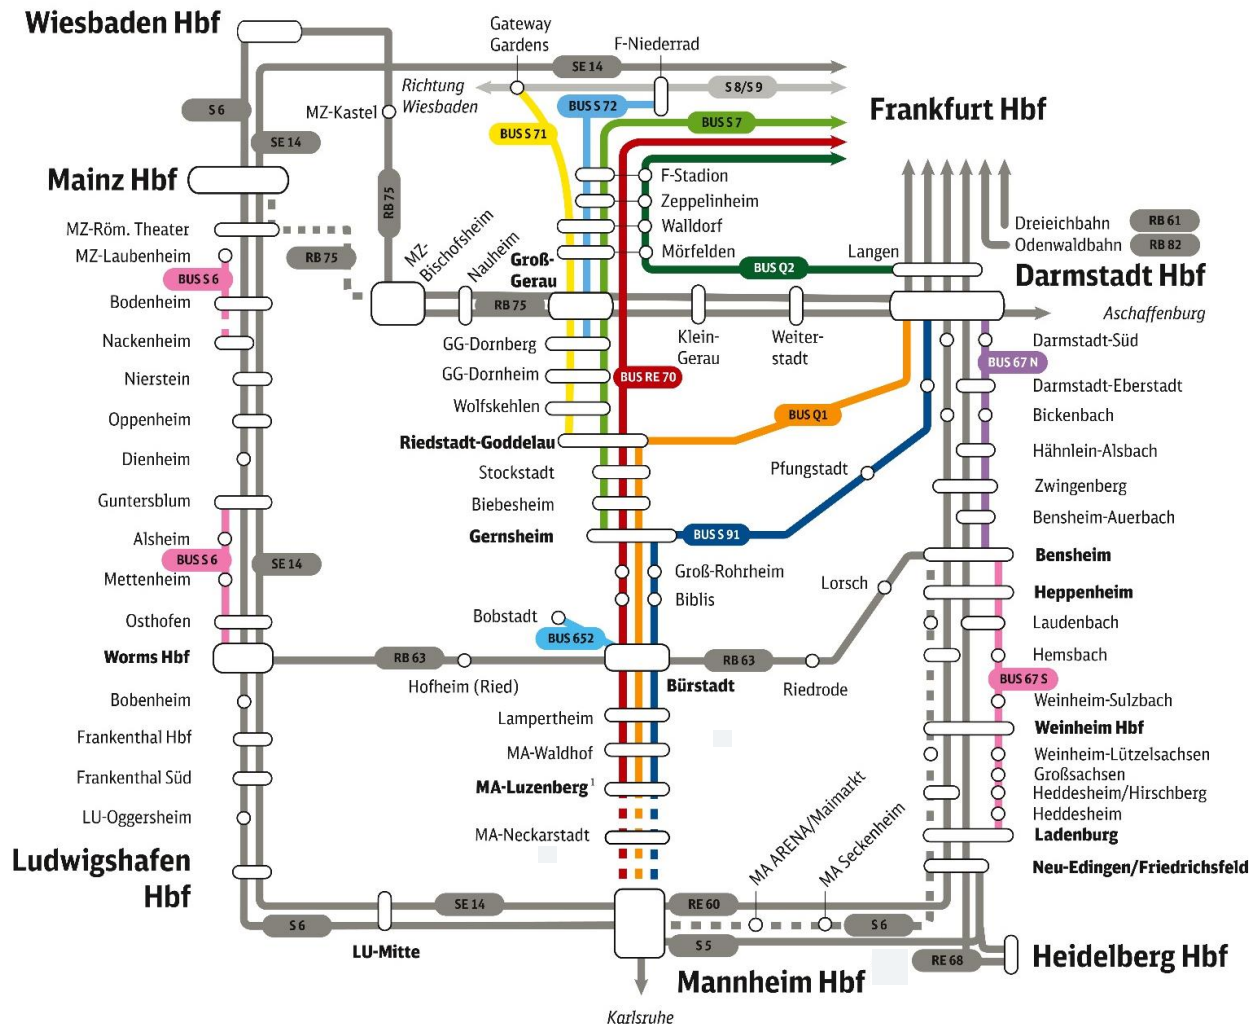 Wiesbaden Hbf
Gateway
Gardens
F-Niederrad
SE 14
Richtung
Wiesbaden
S 8/S 9
Frankfurt Hbf
S 6
MZ-Kastel
BUS S 72
BUS S 7
BUS S 71
SE 14
Mainz Hbf
RB 75
F-Stadion
Zeppelinheim
Walldorf
Mörfelden
MZ-Röm. Theater
MZ-Laubenheim
RB 75
BUS S 6
MZ-
Bischofsheim
Nauheim
Groß-
Gerau
BUS Q2
Langen
Dreieichbahn
RB 61
Odenwaldbahn
RB 82
Darmstadt Hbf
Aschaffenburg
Bodenheim
RB 75
Nackenheim
GG-Dornberg
Klein-
Gerau
Weiter-
stadt
Darmstadt-Süd
BUS 67 N
Nierstein
GG-Dornheim
BUS RE 70
Darmstadt-Eberstadt
Oppenheim
Wolfskehlen
BUS Q1
Bickenbach
Dienheim
Riedstadt-Goddelau
Hähnlein-Alsbach
Stockstadt
Pfungstadt
Guntersblum
Biebesheim
Zwingenberg
Alsheim
Gernsheim
BUS S 91
Bensheim-Auerbach
BUS S 6
SE 14
Mettenheim
Groß-Rohrheim
Lorsch
Bensheim
Osthofen
Biblis
Heppenheim
Bobstadt
BUS 652
Laudenbach
Worms Hbf
RB 63
Hofheim (Ried)
RB 63
Bürstadt
Riedrode
Hemsbach
BUS 67 S
Bobenheim
Lampertheim
Weinheim-Sulzbach
Frankenthal Hbf
MA-Waldhof
Weinheim Hbf
Frankenthal Süd
MA-Luzenberg¹
Weinheim-Lützelsachsen
Großsachsen
Heddesheim/Hirschberg
LU-Oggersheim
MA-Neckarstadt
Heddesheim
Ladenburg
Ludwigshafen
Hbf
MA ARENA/Maimarkt
MA Seckenheim
Neu-Edingen/Friedrichsfeld
SE 14
RE 60
S 6
S 6
LU-Mitte
S 5
RE 68
Heidelberg Hbf
Mannheim Hbf
Karlsruhe